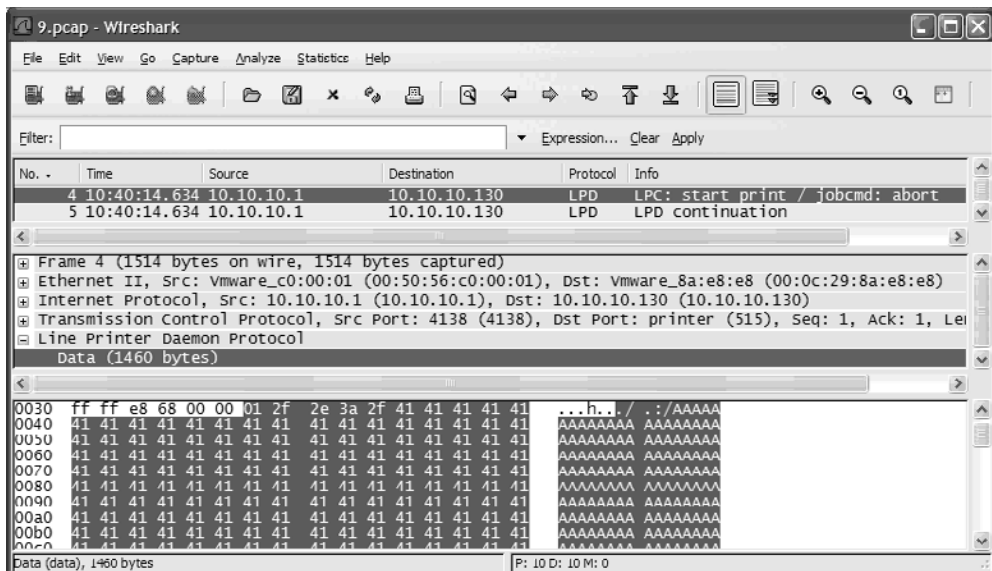 9.pcap - Wireshark
File Edit View Go Capture Analyze Statistics Help
Filter: Expression... Clear Apply
No. Time Source Destination Protocol Info
4 10:40:14.634 10.10.10.1 10.10.10.130 LPD LPC: start print / jobcmd: abort
5 10:40:14.634 10.10.10.1 10.10.10.130 LPD LPD continuation
Frame 4 (1514 bytes on wire, 1514 bytes captured)
Ethernet II, Src: Vmware_c0:00:01 (00:50:56:c0:00:01), Dst: Vmware_8a:e8:e8 (00:0c:29:8a:e8:e8)
Internet Protocol, Src: 10.10.10.1 (10.10.10.1), Dst: 10.10.10.130 (10.10.10.130)
Transmission Control Protocol, Src Port: 4138 (4138), Dst Port: printer (515), Seq: 1, Ack: 1, Le
Line Printer Daemon Protocol
Data (1460 bytes)
0030 ff ff e8 68 00 00 01 2f 2e 3a 2f 41 41 41 41 41 ...h.../ .:/AAAAA
0040 41 41 41 41 41 41 41 41 41 41 41 41 41 41 41 41 AAAAAAAA AAAAAAAA
0050 41 41 41 41 41 41 41 41 41 41 41 41 41 41 41 41 AAAAAAAA AAAAAAAA
0060 41 41 41 41 41 41 41 41 41 41 41 41 41 41 41 41 AAAAAAAA AAAAAAAA
0070 41 41 41 41 41 41 41 41 41 41 41 41 41 41 41 41 AAAAAAAA AAAAAAAA
0080 41 41 41 41 41 41 41 41 41 41 41 41 41 41 41 41 AAAAAAAA AAAAAAAA
0090 41 41 41 41 41 41 41 41 41 41 41 41 41 41 41 41 AAAAAAAA AAAAAAAA
00a0 41 41 41 41 41 41 41 41 41 41 41 41 41 41 41 41 AAAAAAAA AAAAAAAA
00b0 41 41 41 41 41 41 41 41 41 41 41 41 41 41 41 41 AAAAAAAA AAAAAAAA
Data (data), 1460 bytes P: 10 D: 10 M: 0